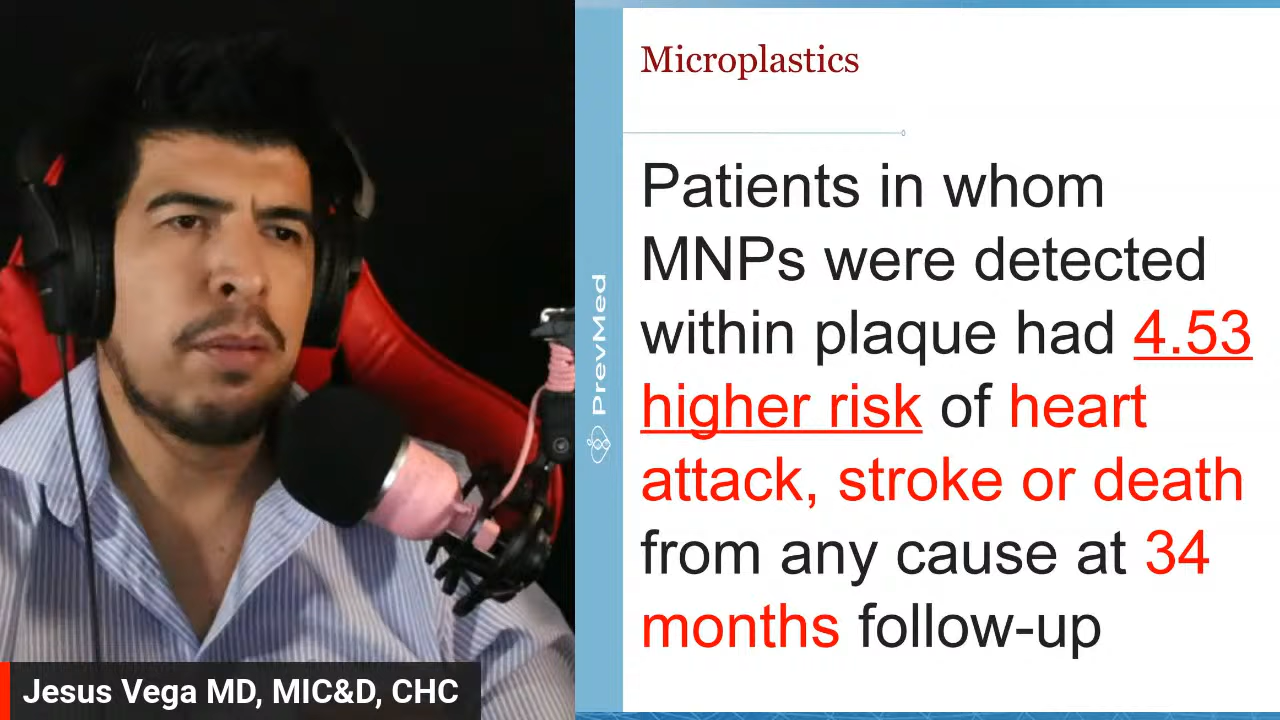 Microplastics
Patients in whom
MNPs were detected
within plaque had 4.53
higher risk of heart
attack, stroke or death
from any cause at 34
months follow-up
PrevMed
Jesus Vega MD, MIC&D, CHC